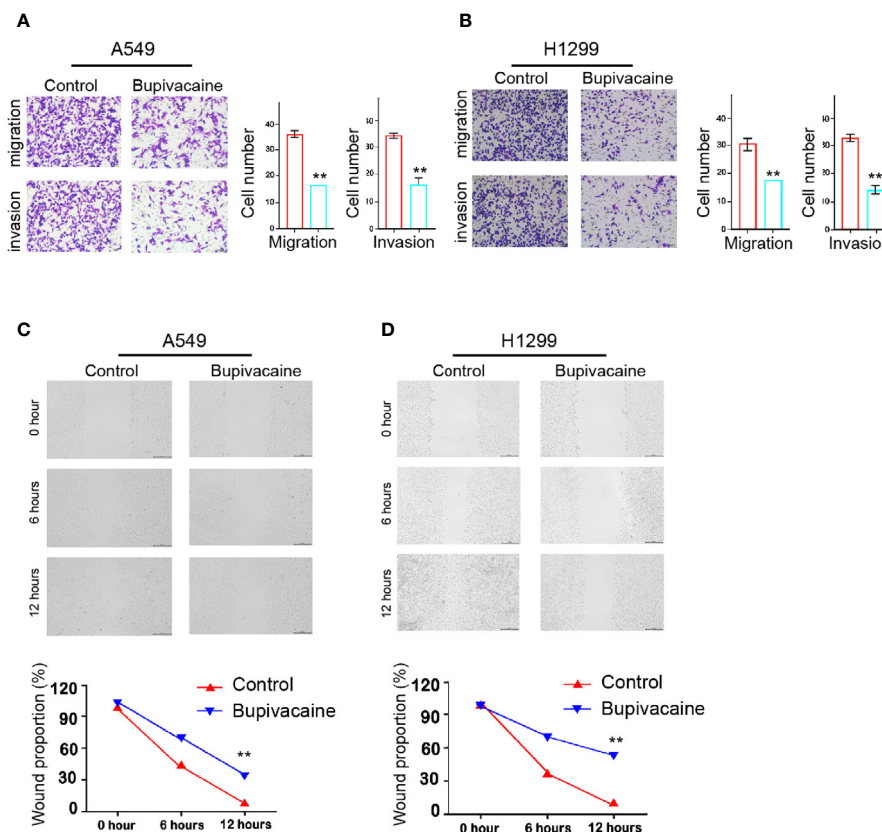 A
A549
Control Bupivacaine
migration
invasion
Cell number
40
30
20
10
0
**
Migration
Cell number
30
20
10
0
**
Invasion
B
H1299
Control Bupivacaine
migration
invasion
Cell number
40
30
20
10
0
**
Migration
Cell number
40
30
20
10
0
**
Invasio
C
A549
Control Bupivacaine
0 hour
6 hours
12 hours
Wound proportion (%)
120
90
60
30
0
Control
Bupivacaine
**
0 hour 6 hours 12 hours
D
H1299
Control Bupivacaine
0 hour
6 hours
12 hours
Wound proportion (%)
120
90
60
30
0
Control
Bupivacaine
**
0 hour 6 hours 12 hours